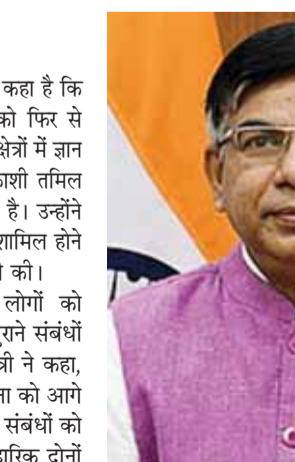 कहा है कि
को फिर से
क्षेत्रों में ज्ञान
तमिल
है। उन्होंने
शामिल होने
की।
लोगों को
पुराने संबंधों
ने कहा,
को आगे
संबंधों को
दोनों